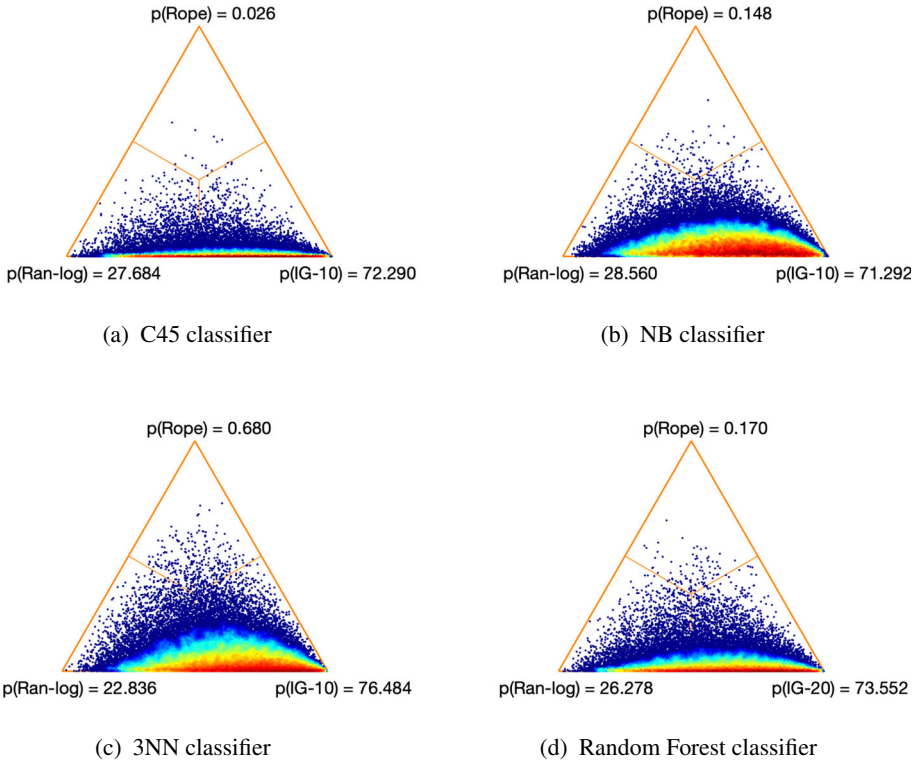 p(Rope) = 0.026
p(Ran-log) = 27.684
p(IG-10) = 72.290
(a) C45 classifier
p(Rope) = 0.148
p(Ran-log) = 28.560
p(IG-10) = 71.292
(b) NB classifier
p(Rope) = 0.680
p(Ran-log) = 22.836
p(IG-10) = 76.484
(c) 3NN classifier
p(Rope) = 0.170
p(Ran-log) = 26.278
p(IG-20) = 73.552
(d) Random Forest classifier